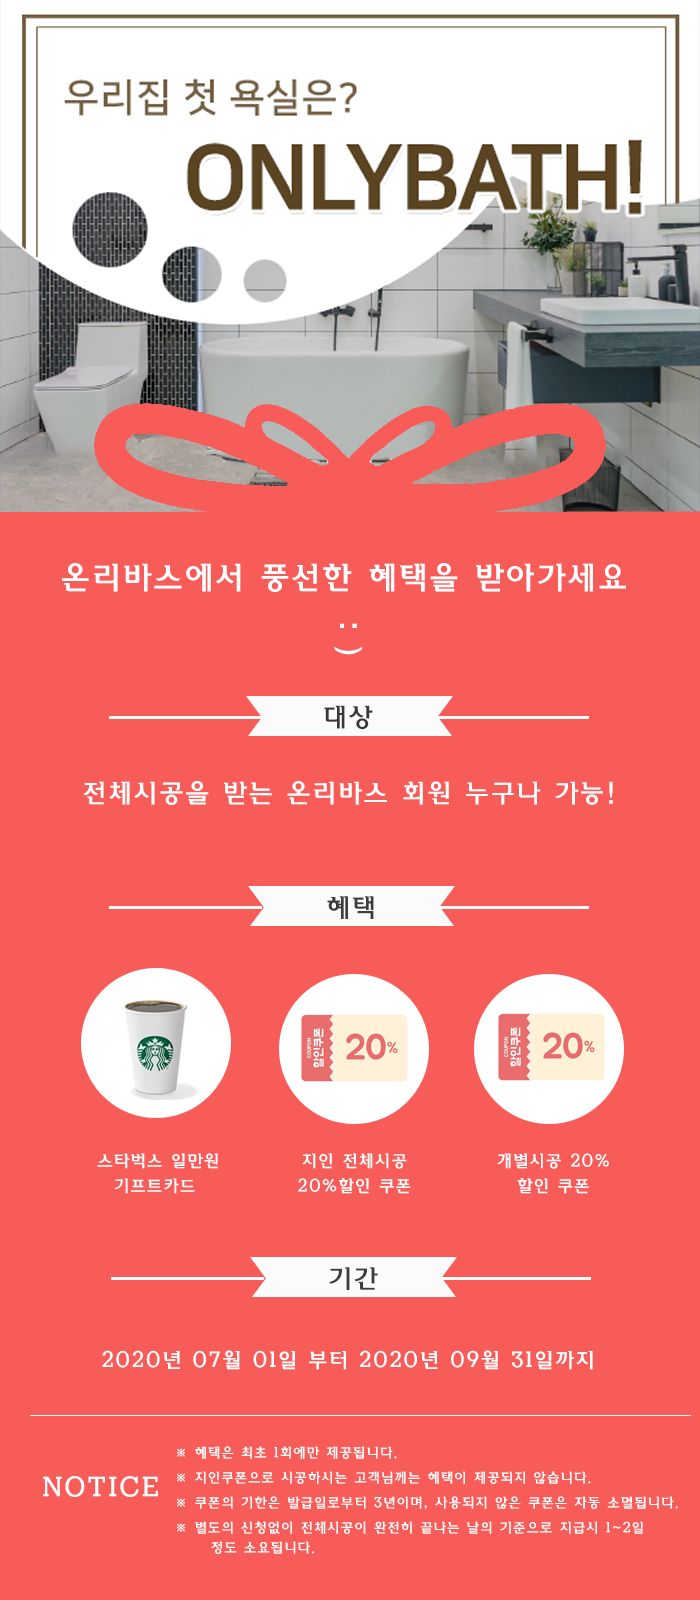 우리집 첫 욕실은?
ONLYBATH!
온리바스에서 풍선한 혜택을 받아가세요
:)
대상
전체시공을 받는 온리바스 회원 누구나 가능!
혜택
COUPON 할인쿠폰 20%
COUPON 할인쿠폰 20%
스타벅스 일만원
기프트카드
지인 전체시공
20%할인 쿠폰
개별시공 20%
할인 쿠폰
기간
2020년 07월 01일 부터 2020년 09월 31일까지
NOTICE
※ 혜택은 최초 1회에만 제공됩니다.
※ 지인쿠폰으로 시공하시는 고객님께는 혜택이 제공되지 않습니다.
※ 쿠폰의 기한은 발급일로부터 3년이며, 사용되지 않은 쿠폰은 자동 소멸됩니다.
※ 별도의 신청없이 전체시공이 완전히 끝나는 날의 기준으로 지급시 1~2일
정도 소요됩니다.